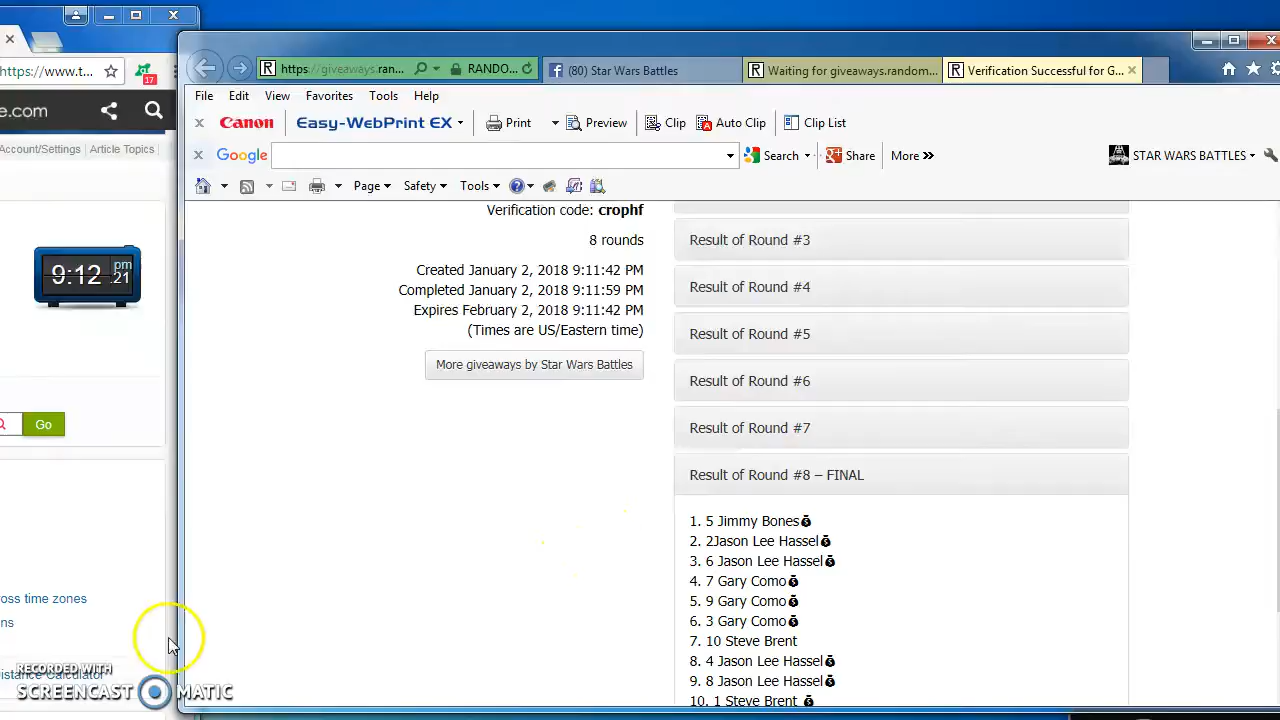 https://www.t...
17
e.com
Account/Settings Article Topics
9:12 pm .21
Go
oss time zones
ns
istance Calculator
RECORDED WITH
SCREENCAST MATIC
https://giveaways.ran... RANDO...
(80) Star Wars Battles
Waiting for giveaways.random...
Verification Successful for G...
File Edit View Favorites Tools Help
Canon Easy-WebPrint EX Print Preview Clip Auto Clip Clip List
Google Search Share More » STAR WARS BATTLES
Page Safety Tools
Verification code: crophf
8 rounds
Created January 2, 2018 9:11:42 PM
Completed January 2, 2018 9:11:59 PM
Expires February 2, 2018 9:11:42 PM
(Times are US/Eastern time)
More giveaways by Star Wars Battles
Result of Round #3
Result of Round #4
Result of Round #5
Result of Round #6
Result of Round #7
Result of Round #8 – FINAL
1. 5 Jimmy Bones
2. 2Jason Lee Hassel
3. 6 Jason Lee Hassel
4. 7 Gary Como
5. 9 Gary Como
6. 3 Gary Como
7. 10 Steve Brent
8. 4 Jason Lee Hassel
9. 8 Jason Lee Hassel
10. 1 Steve Brent